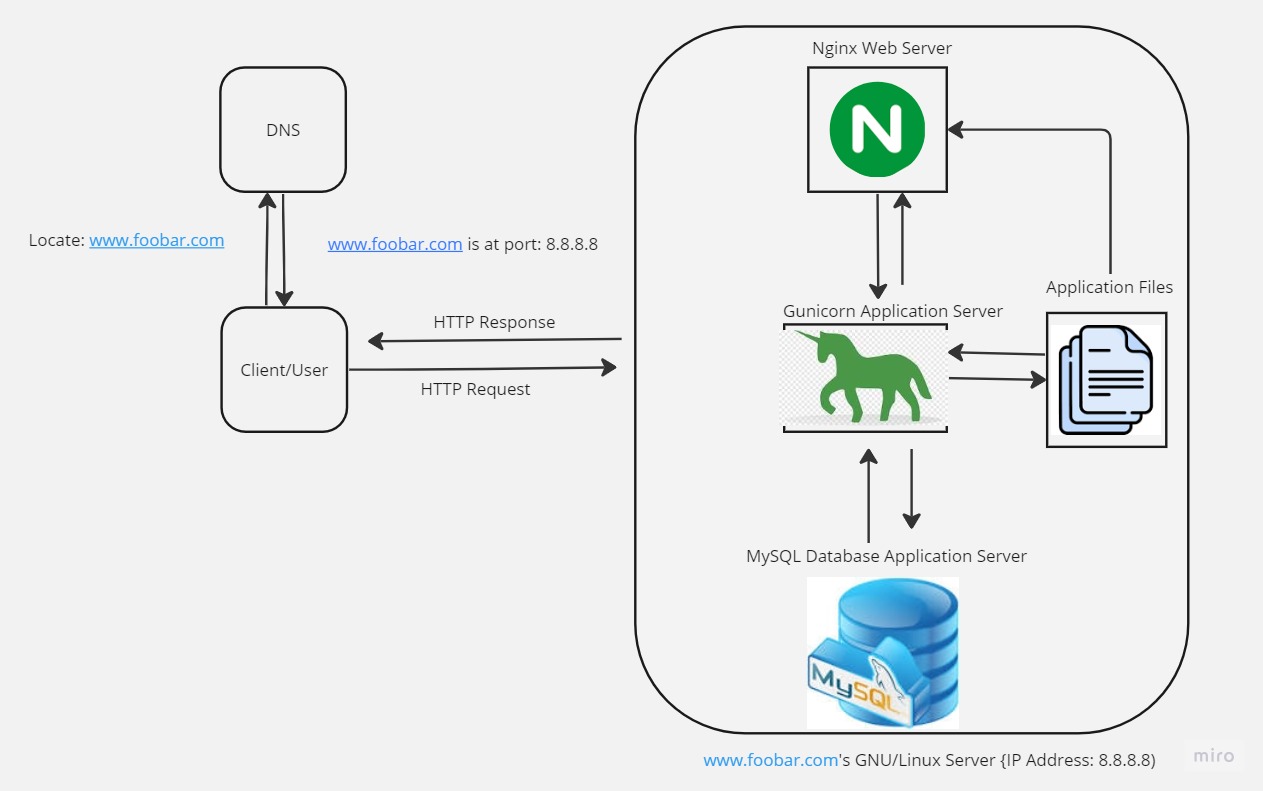 Nginx Web Server
N
DNS
Locate: www.foobar.com
www.foobar.com is at port: 8.8.8.8
Application Files
Gunicorn Application Server
HTTP Response
Client/User
HTTP Request
MySQL Database Application Server
MySQL
www.foobar.com's GNU/Linux Server {IP Address: 8.8.8.8)
miro